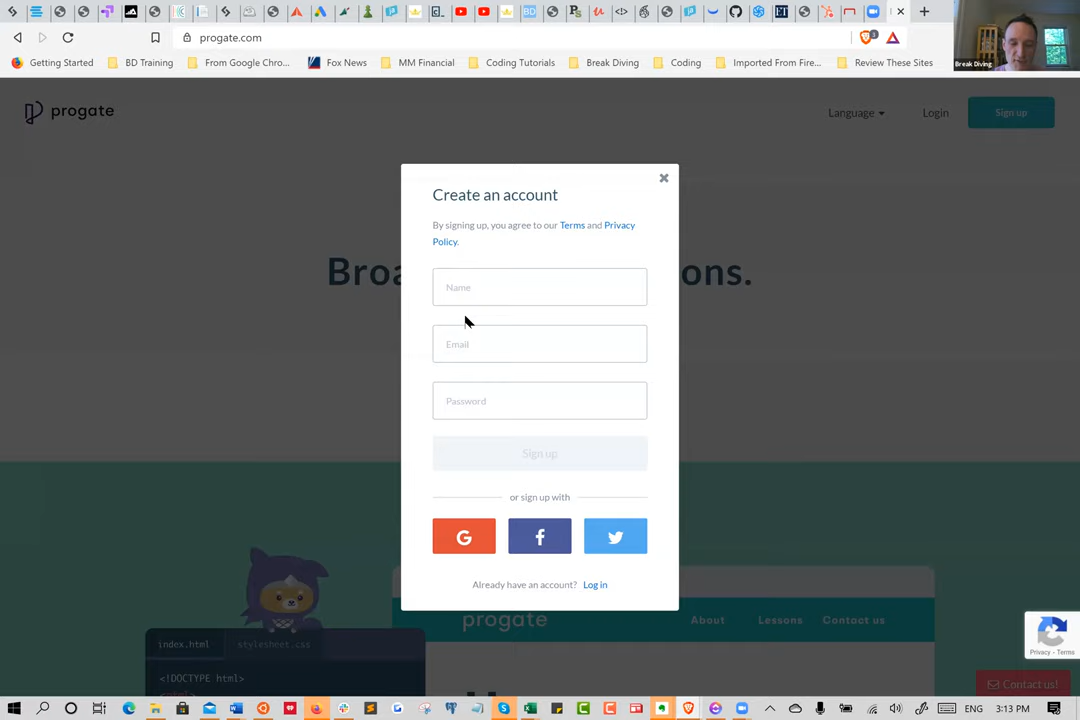 progate.com
3
Getting Started
BD Training
From Google Chro...
Fox News
MM Financial
Coding Tutorials
Break Diving
Coding
Imported From Fire...
Review These Sites
Break Diving
progate
Language
Login
Sign up
Create an account
By signing up, you agree to our Terms and Privacy
Policy.
Name
Email
Password
Sign up
or sign up with
Already have an account? Log in
progate
About
Lessons
Contact us
index.html
stylesheet.css
<!DOCTYPE html>
Privacy - Terms
Contact us!
ENG
3:13 PM